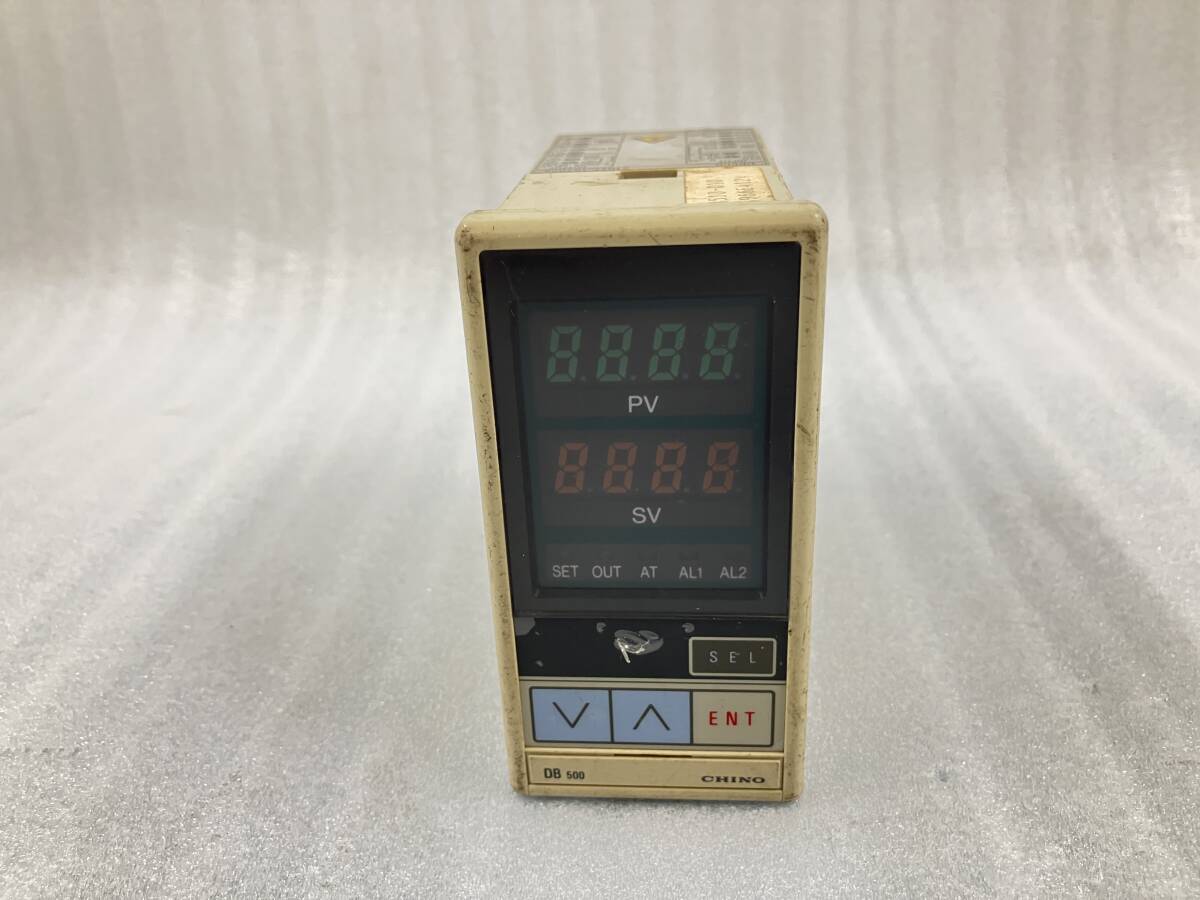 8.8.8.8.
PV
8.8.8.8.
SV
SET OUT AT AL1 AL2
SEL
ENT
DB 500
CHINO